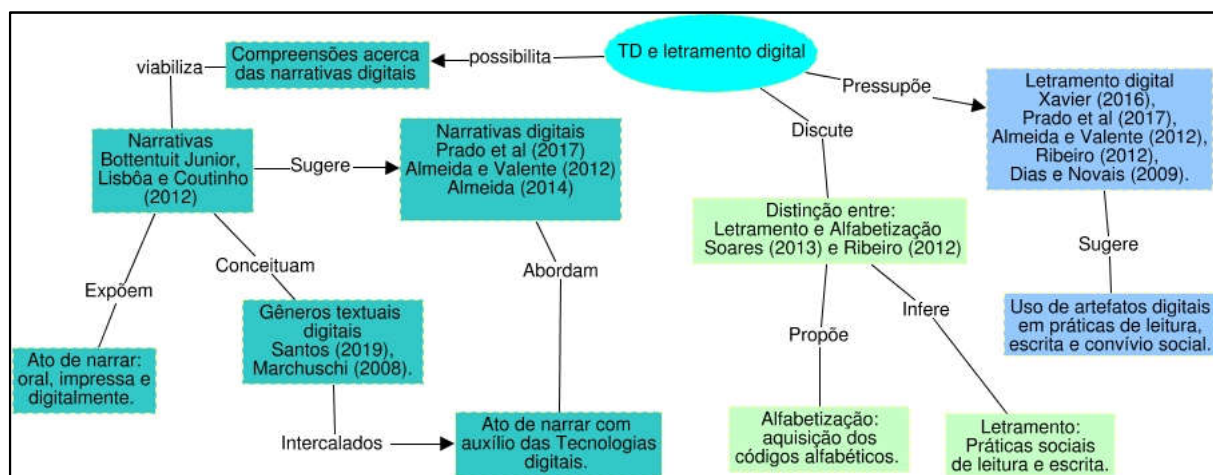 TD e letramento digital
possibilita
Compreensões acerca
das narrativas digitais
viabiliza
Narrativas
Bottentuit Junior,
Lisbôa e Coutinho
(2012)
Sugere
Narrativas digitais
Prado et al (2017)
Almeida e Valente (2012)
Almeida (2014)
Expõem
Ato de narrar:
oral, impressa e
digitalmente.
Conceituam
Gêneros textuais
digitais
Santos (2019),
Marchuschi (2008).
Intercalados
Abordam
Ato de narrar com
auxílio das Tecnologias
digitais.
Discute
Distinção entre:
Letramento e Alfabetização
Soares (2013) e Ribeiro (2012)
Propõe
Alfabetização:
aquisição dos
códigos alfabéticos.
Infere
Letramento:
Práticas sociais
de leitura e escrita.
Pressupõe
Letramento digital
Xavier (2016),
Prado et al (2017),
Almeida e Valente (2012),
Ribeiro (2012),
Dias e Novais (2009).
Sugere
Uso de artefatos digitais
em práticas de leitura,
escrita e convívio social.